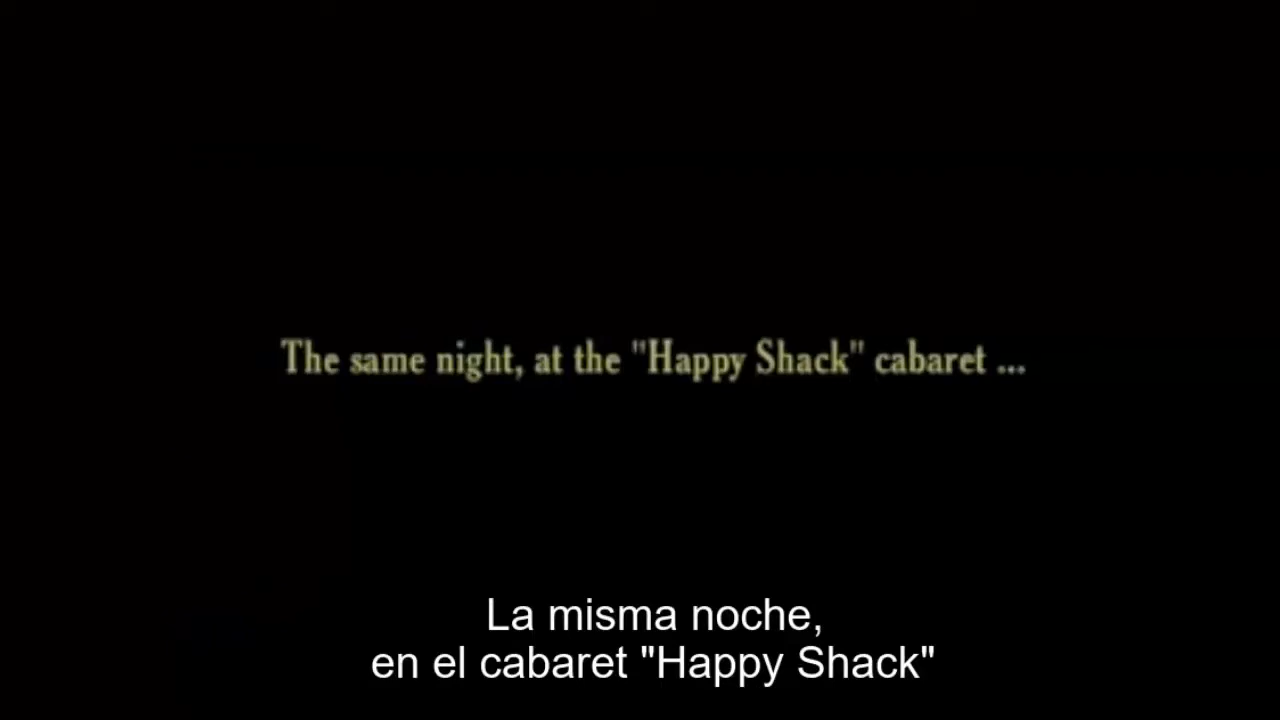 The same night, at the "Happy Shack" cabaret ...
La misma noche,
en el cabaret "Happy Shack"